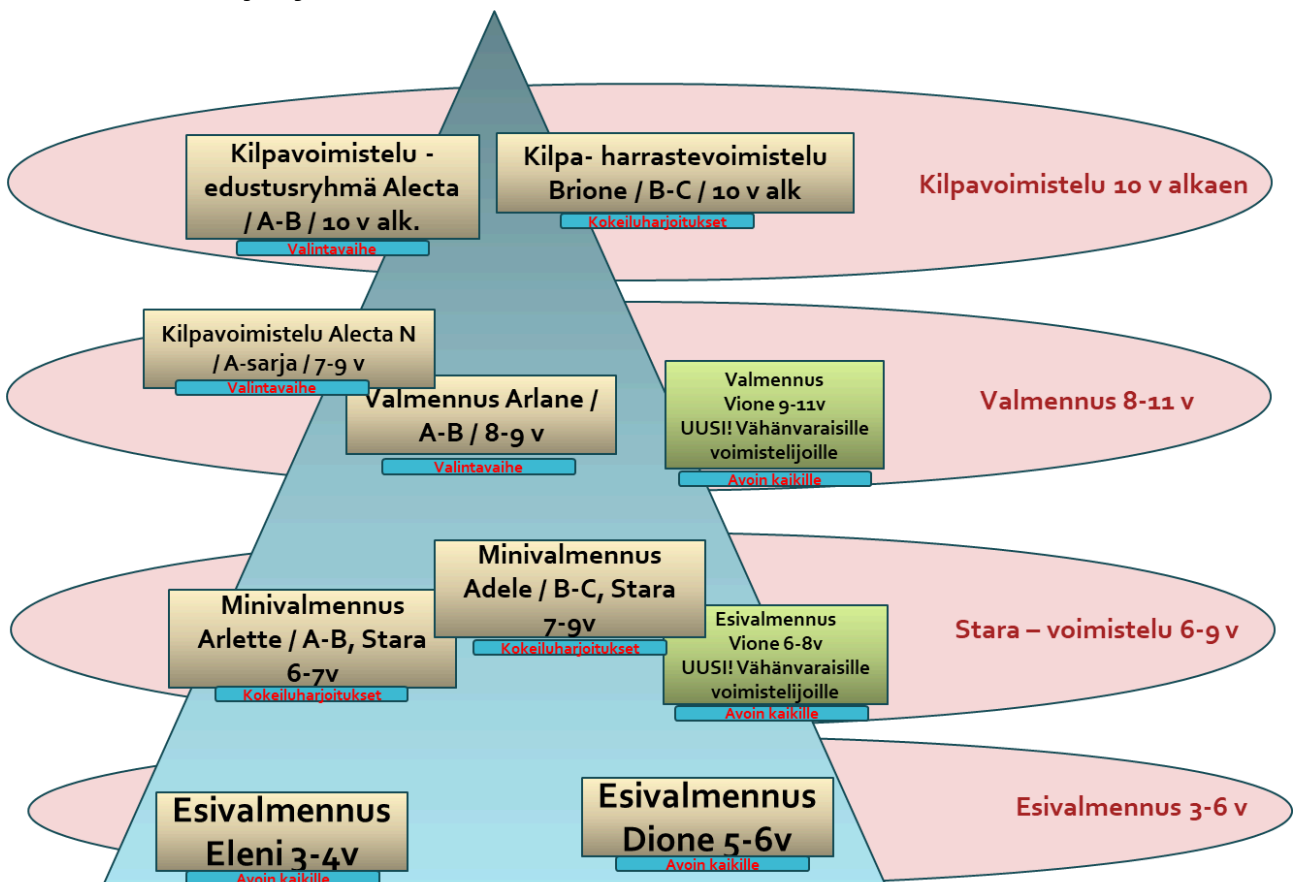 Kilpavoimistelu -
edustusryhmä Alecta
/ A-B / 10 v alk.
Valintavaihe
Kilpa- harrastevoimistelu
Brione / B-C / 10 v alk
Kokeiluharjoitukset
Kilpavoimistelu 10 v alkaen
Kilpavoimistelu Alecta N
/ A-sarja / 7-9 v
Valintavaihe
Valmennus Arlane /
A-B / 8-9 v
Valintavaihe
Valmennus
Vione 9-11v
UUSI! Vähänvaraisille
voimistelijoille
Avoin kaikille
Valmennus 8-11 v
Minivalmennus
Adele / B-C, Stara
7-9v
Kokeiluharjoitukset
Minivalmennus
Arlette / A-B, Stara
6-7v
Kokeiluharjoitukset
Esivalmennus
Vione 6-8v
UUSI! Vähänvaraisille
voimistelijoille
Avoin kaikille
Stara – voimistelu 6-9 v
Esivalmennus
Eleni 3-4v
Avoin kaikille
Esivalmennus
Dione 5-6v
Avoin kaikille
Esivalmennus 3-6 v